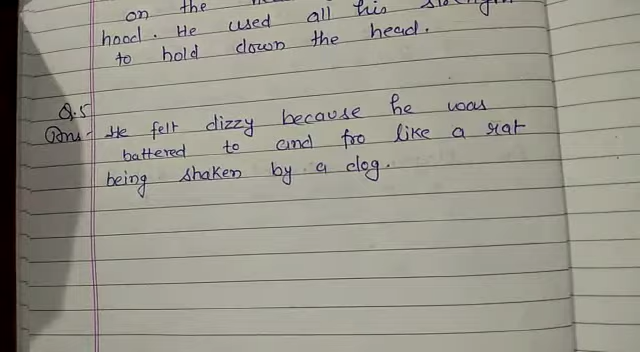 on the
hood. He used all his strength
to hold down the head.
Q.5
Ans- He felt dizzy because he was
battered to and fro like a rat
being shaken by a dog.